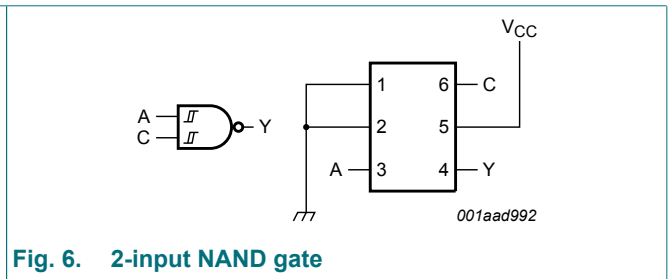 VCC
A
C
Y
1
6
C
2
5
A
3
4
Y
001aad992
Fig. 6. 2-input NAND gate